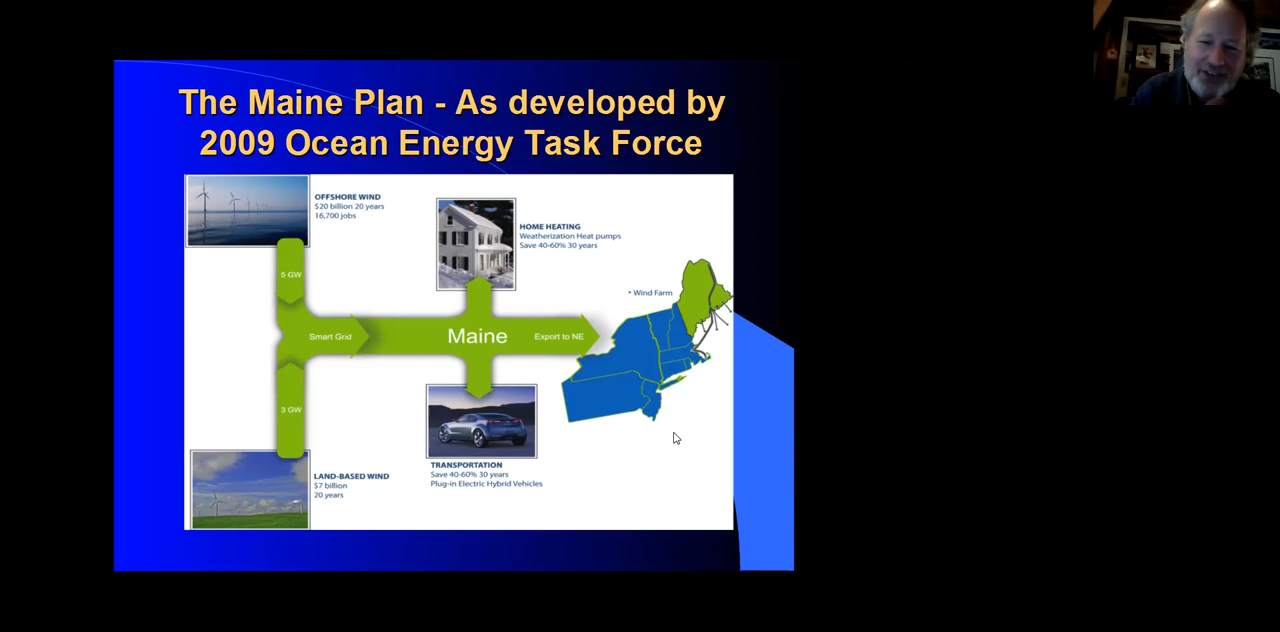 The Maine Plan - As developed by
2009 Ocean Energy Task Force
OFFSHORE WIND
$20 billion 20 years
16,700 jobs
HOME HEATING
Weatherization Heat pumps
Save 40-60% 30 years
5 GW
• Wind Farm
Smart Grid
Maine
Export to NE
3 GW
TRANSPORTATION
Save 40-60% 30 years
Plug-in Electric Hybrid Vehicles
LAND-BASED WIND
$7 billion
20 years